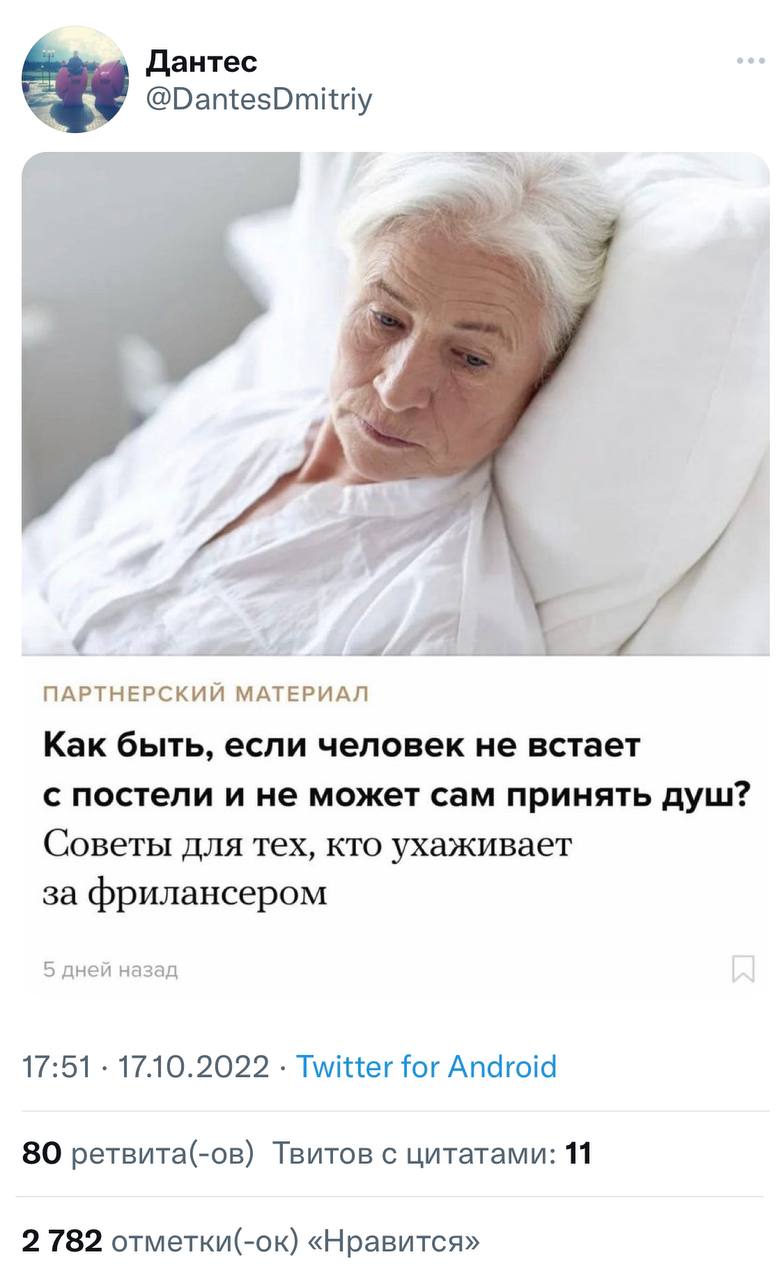 Дантес
@DantesDmitriy
ПАРТНЕРСКИЙ МАТЕРИАЛ
Как быть, если человек не встает
с постели и не может сам принять душ?
Советы для тех, кто ухаживает
за фрилансером
5 дней назад
17:51 · 17.10.2022 · Twitter for Android
80 ретвита(-ов) Твитов с цитатами: 11
2 782 отметки(-ок) «Нравится»